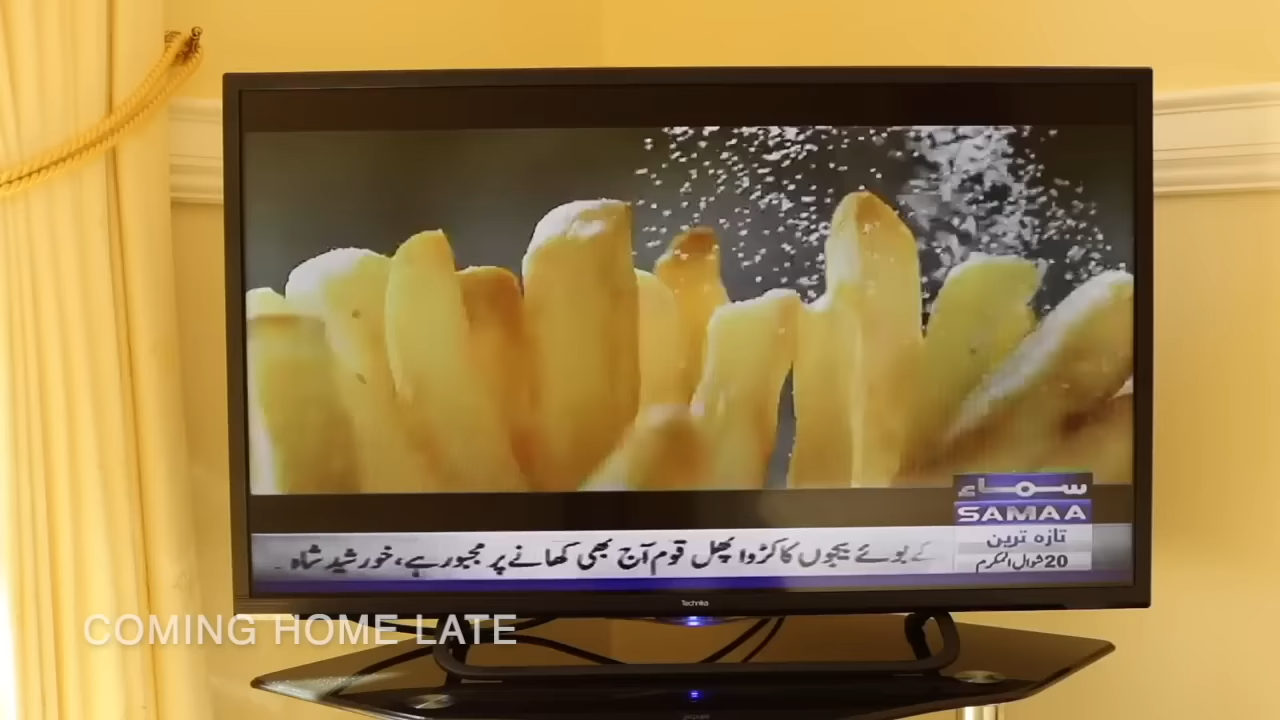 سماء
SAMAA
تازہ ترین
20 شوال المکرم
کے بوئے بیجوں کا کڑوا پھل قوم آج بھی کھانے پر مجبور ہے، خورشید شاہ
Technika
COMING HOME LATE